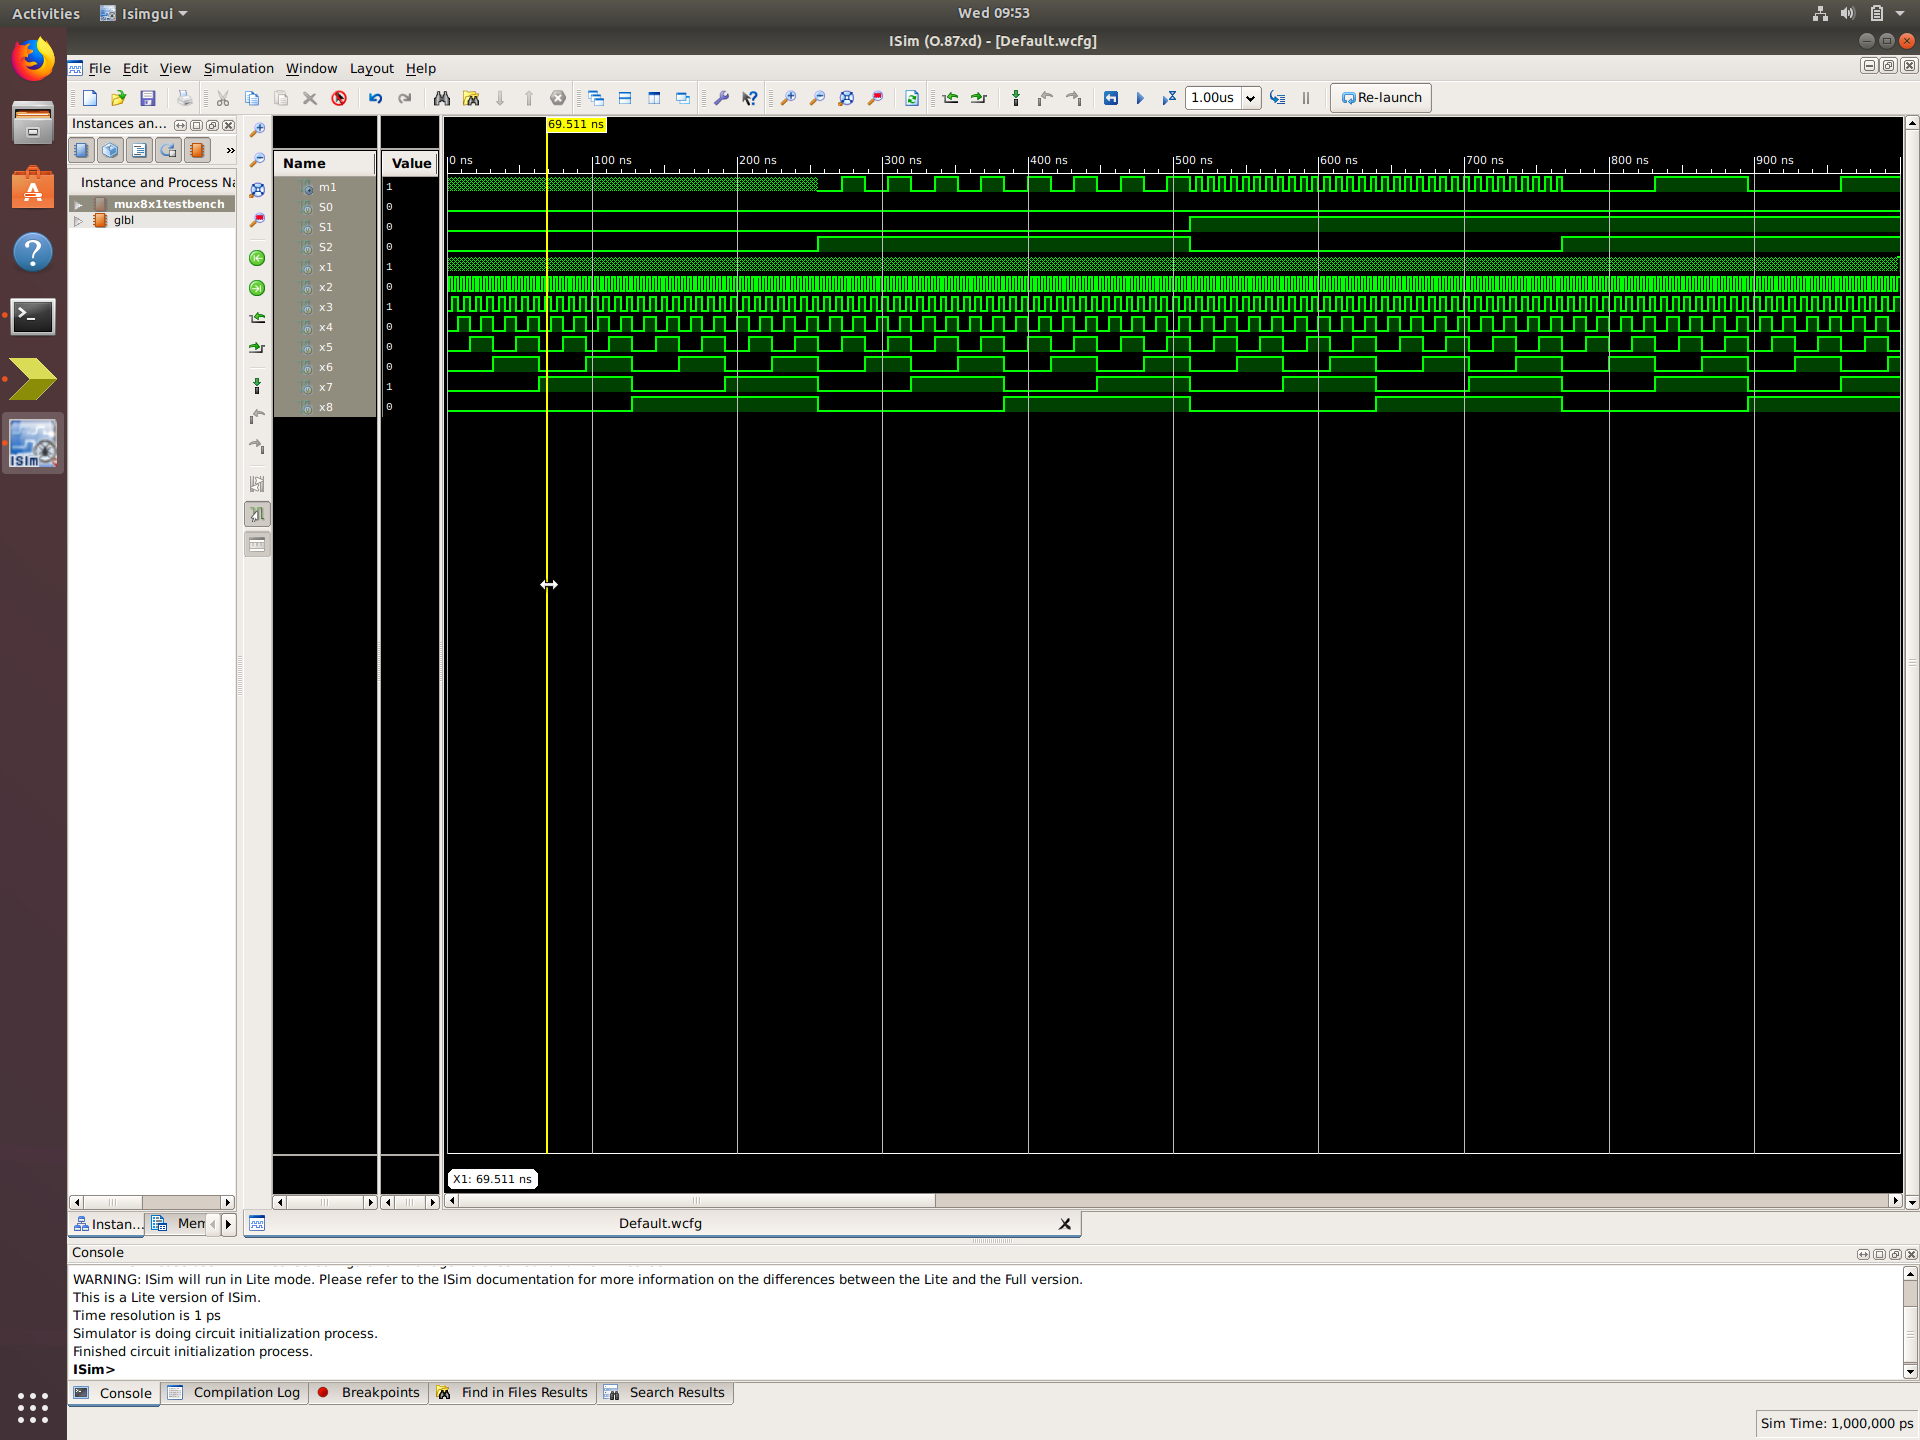 Activities Isimgui Wed 09:53
ISim (O.87xd) - [Default.wcfg]
File Edit View Simulation Window Layout Help
1.00us Re-launch
Instances an...
»
Instance and Process Na
mux8x1testbench
glbl
Name Value
69.511 ns
0 ns 100 ns 200 ns 300 ns 400 ns 500 ns 600 ns 700 ns 800 ns 900 ns
m1 1
S0 0
S1 0
S2 0
x1 1
x2 0
x3 1
x4 0
x5 0
x6 0
x7 1
x8 0
X1: 69.511 ns
Instan... Mem
Default.wcfg
Console
WARNING: ISim will run in Lite mode. Please refer to the ISim documentation for more information on the differences between the Lite and the Full version.
This is a Lite version of ISim.
Time resolution is 1 ps
Simulator is doing circuit initialization process.
Finished circuit initialization process.
ISim>
Console Compilation Log Breakpoints Find in Files Results Search Results
Sim Time: 1,000,000 ps
ISim